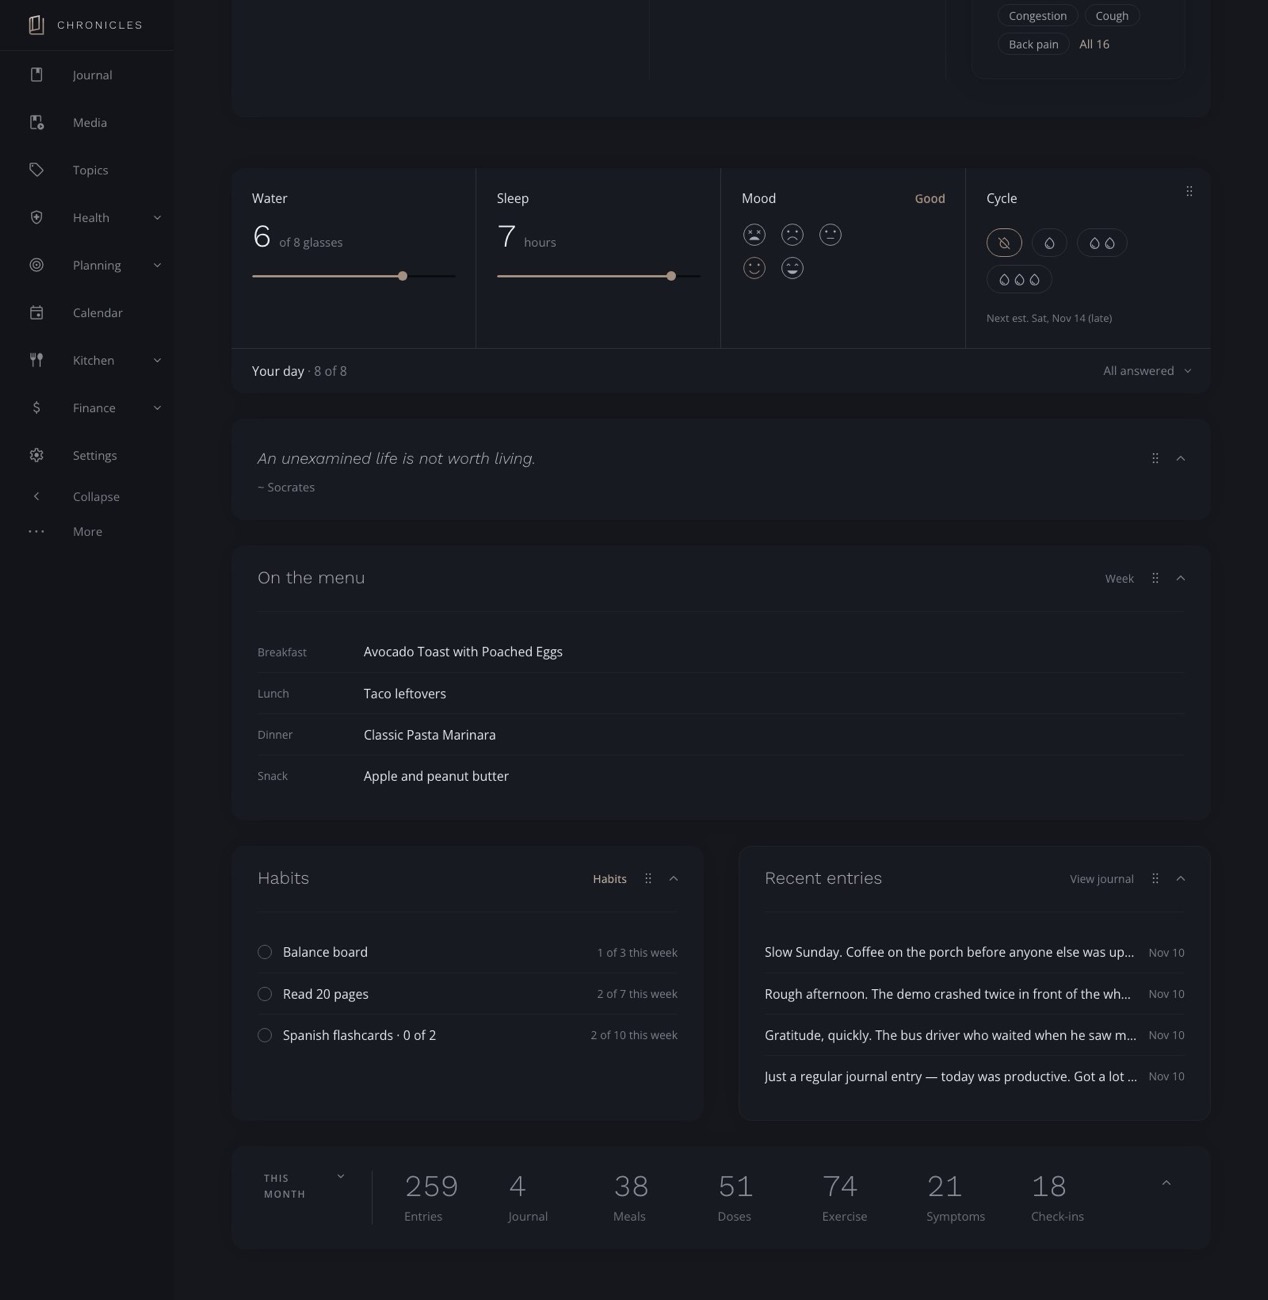 CHRONICLES
Journal
Media
Topics
Health
Planning
Calendar
Kitchen
Finance
Settings
Collapse
More
Congestion Cough
Back pain All 16
Water
6 of 8 glasses
Sleep
7 hours
Mood Good
Cycle
Next est. Sat, Nov 14 (late)
Your day · 8 of 8 All answered
An unexamined life is not worth living.
~ Socrates
On the menu Week
Breakfast Avocado Toast with Poached Eggs
Lunch Taco leftovers
Dinner Classic Pasta Marinara
Snack Apple and peanut butter
Habits Habits
Balance board 1 of 3 this week
Read 20 pages 2 of 7 this week
Spanish flashcards · 0 of 2 2 of 10 this week
Recent entries View journal
Slow Sunday. Coffee on the porch before anyone else was up... Nov 10
Rough afternoon. The demo crashed twice in front of the wh... Nov 10
Gratitude, quickly. The bus driver who waited when he saw m... Nov 10
Just a regular journal entry — today was productive. Got a lot ... Nov 10
THIS
MONTH
259 4 38 51 74 21 18
Entries Journal Meals Doses Exercise Symptoms Check-ins